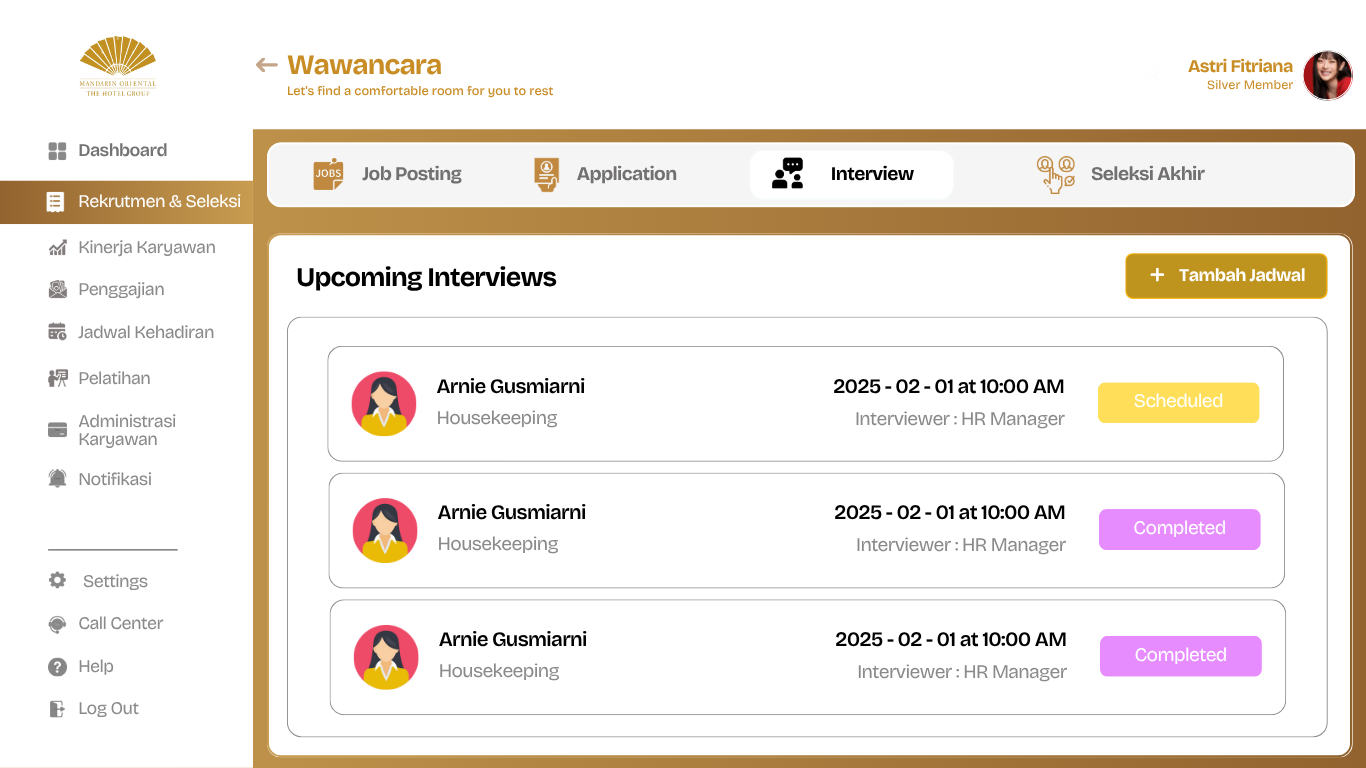 MANDARIN ORIENTAL
THE HOTEL GROUP
Wawancara
Let's find a comfortable room for you to rest
Astri Fitriana
Silver Member
Dashboard
Rekrutmen & Seleksi
Kinerja Karyawan
Penggajian
Jadwal Kehadiran
Pelatihan
Administrasi
Karyawan
Notifikasi
Settings
Call Center
Help
Log Out
JOBS
Job Posting
Application
Interview
Seleksi Akhir
Upcoming Interviews
+ Tambah Jadwal
Arnie Gusmiarni
Housekeeping
2025 - 02 - 01 at 10:00 AM
Interviewer : HR Manager
Scheduled
Arnie Gusmiarni
Housekeeping
2025 - 02 - 01 at 10:00 AM
Interviewer : HR Manager
Completed
Arnie Gusmiarni
Housekeeping
2025 - 02 - 01 at 10:00 AM
Interviewer : HR Manager
Completed